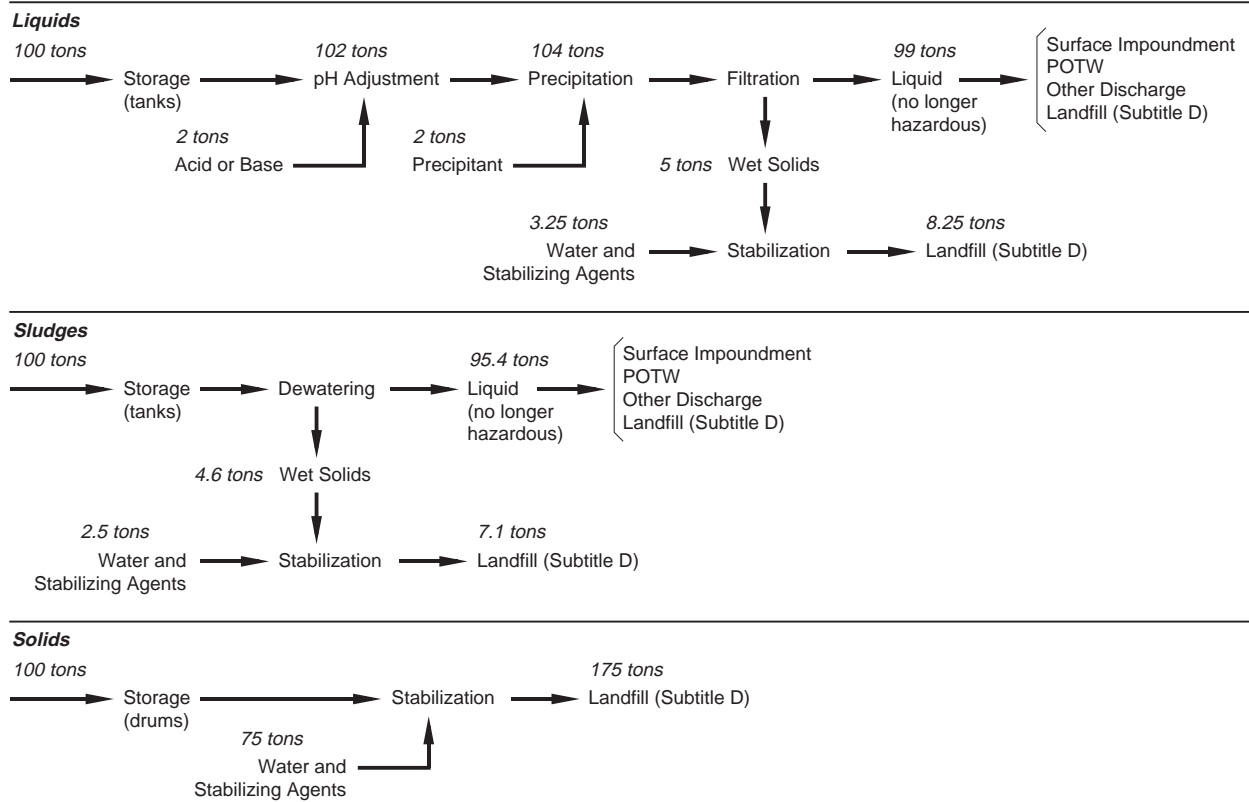 Liquids
100 tons
102 tons
104 tons
99 tons
Storage
(tanks)
pH Adjustment
Precipitation
Filtration
Liquid
(no longer
hazardous)
Surface Impoundment
POTW
Other Discharge
Landfill (Subtitle D)
2 tons
Acid or Base
2 tons
Precipitant
5 tons
Wet Solids
3.25 tons
Water and
Stabilizing Agents
Stabilization
8.25 tons
Landfill (Subtitle D)
Sludges
100 tons
95.4 tons
Storage
(tanks)
Dewatering
Liquid
(no longer
hazardous)
Surface Impoundment
POTW
Other Discharge
Landfill (Subtitle D)
4.6 tons
Wet Solids
2.5 tons
Water and
Stabilizing Agents
Stabilization
7.1 tons
Landfill (Subtitle D)
Solids
100 tons
175 tons
Storage
(drums)
Stabilization
Landfill (Subtitle D)
75 tons
Water and
Stabilizing Agents